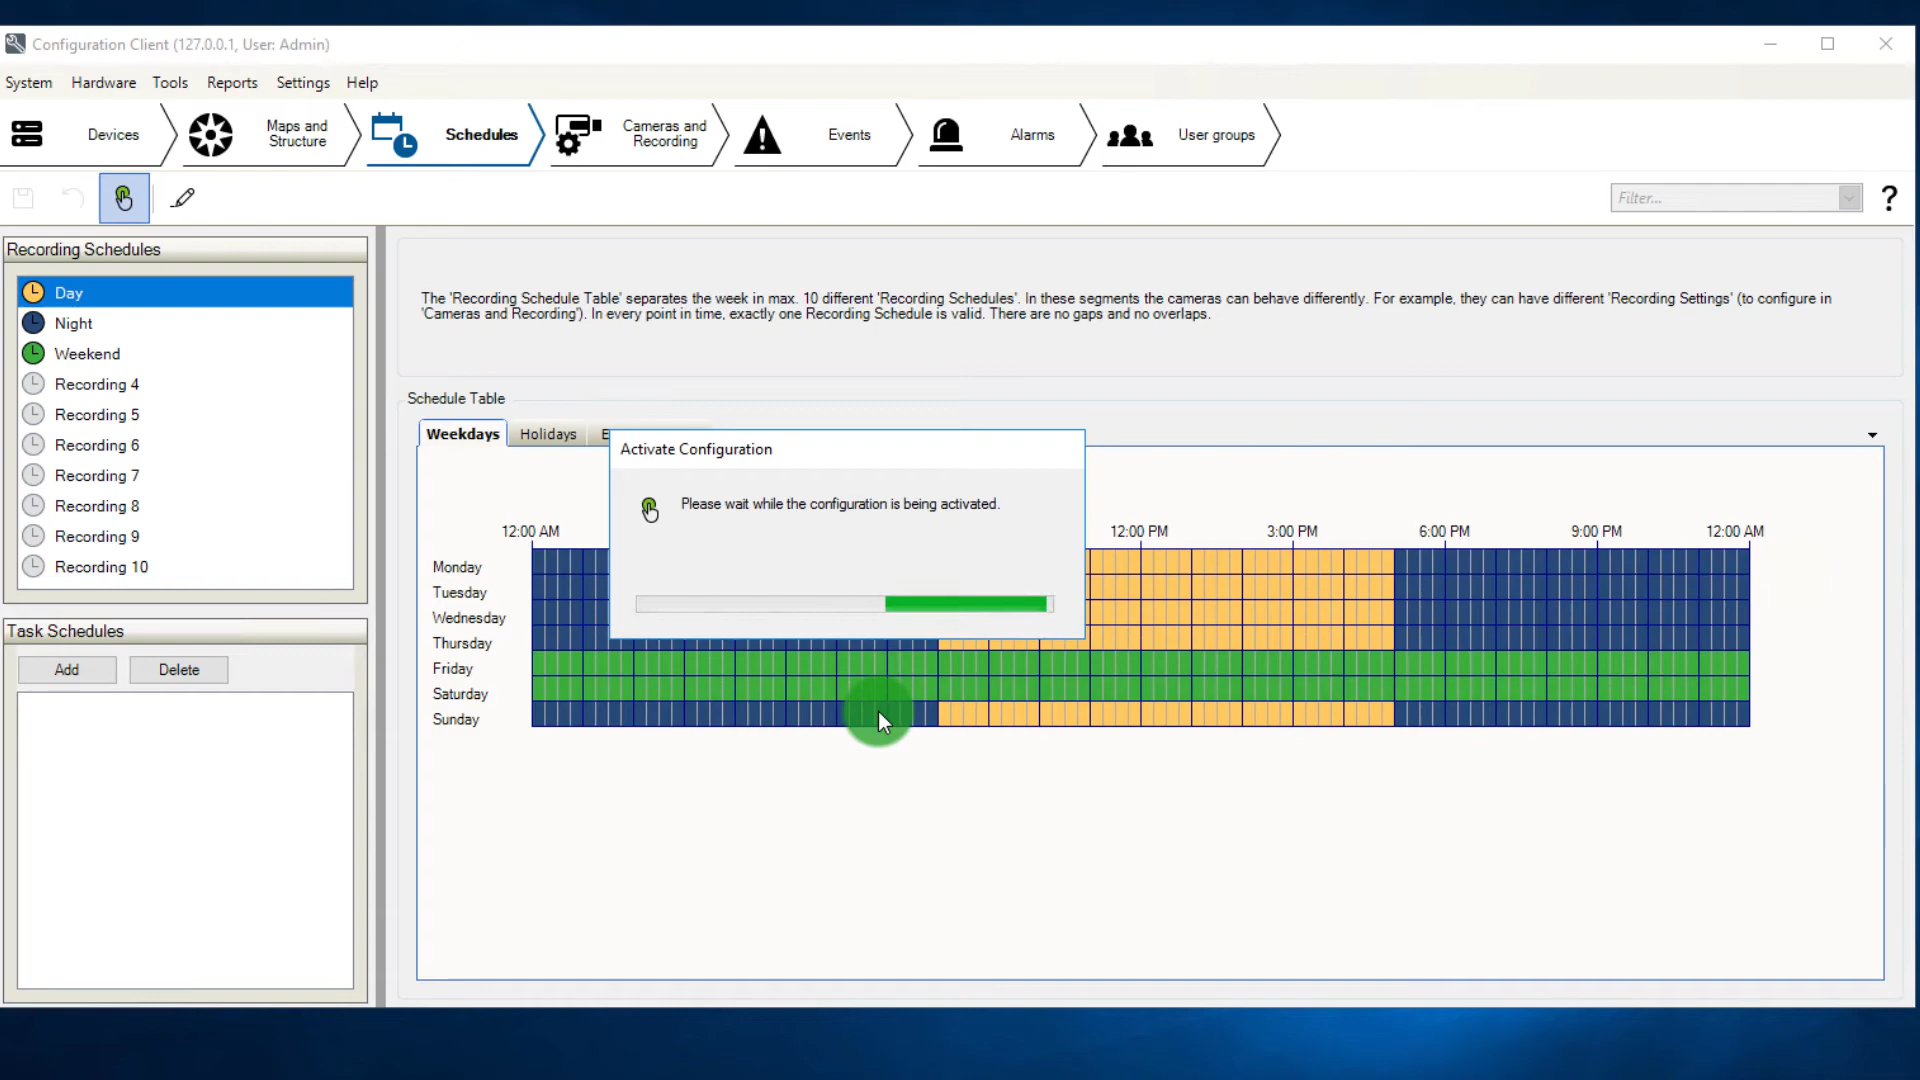 Configuration Client (127.0.0.1, User: Admin)
System Hardware Tools Reports Settings Help
Devices
Maps and
Structure
Schedules
Cameras and
Recording
Events
Alarms
User groups
Filter...
?
Recording Schedules
Day
Night
Weekend
Recording 4
Recording 5
Recording 6
Recording 7
Recording 8
Recording 9
Recording 10
Task Schedules
Add Delete
The 'Recording Schedule Table' separates the week in max. 10 different 'Recording Schedules'. In these segments the cameras can behave differently. For example, they can have different 'Recording Settings' (to configure in
'Cameras and Recording'). In every point in time, exactly one Recording Schedule is valid. There are no gaps and no overlaps.
Schedule Table
Weekdays Holidays E
Activate Configuration
Please wait while the configuration is being activated.
12:00 AM 12:00 PM 3:00 PM 6:00 PM 9:00 PM 12:00 AM
Monday
Tuesday
Wednesday
Thursday
Friday
Saturday
Sunday